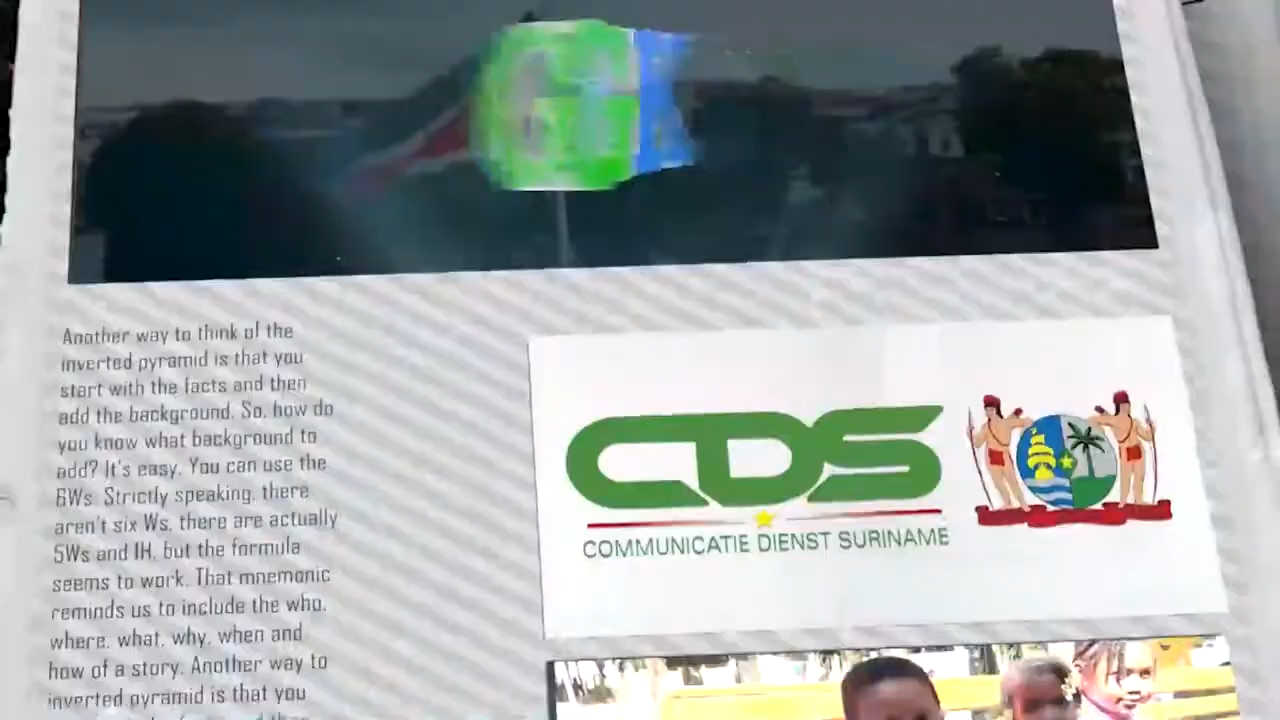 Another way to think of the
inverted pyramid is that you
start with the facts and then
add the background. So, how do
you know what background to
add? It's easy. You can use the
6Ws. Strictly speaking, there
aren't six Ws, there are actually
5Ws and 1H, but the formula
seems to work. That mnemonic
reminds us to include the who,
where, what, why, when and
how of a story. Another way to
inverted pyramid is that you
CDS
COMMUNICATIE DIENST SURINAME